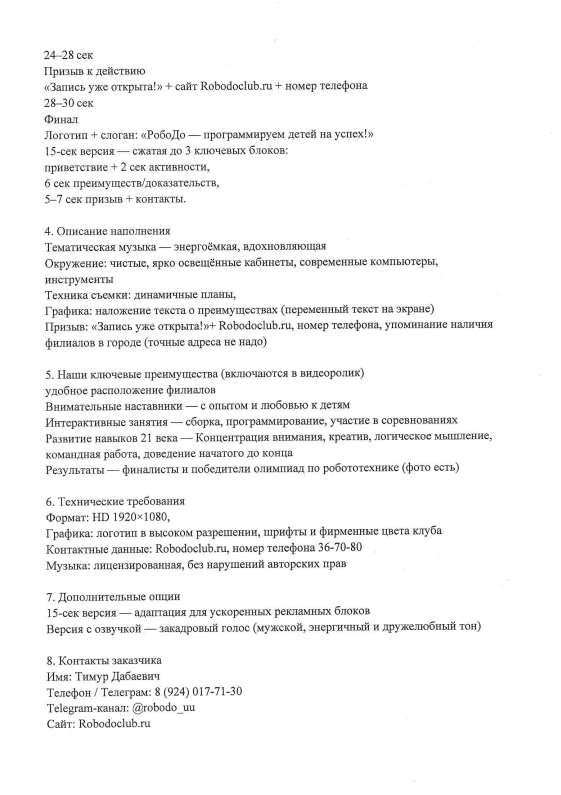 24–28 сек
Призыв к действию
«Запись уже открыта!» + сайт Robodoclub.ru + номер телефона
28–30 сек
Финал
Логотип + слоган: «РобоДо — программируем детей на успех!»
15-сек версия — сжатая до 3 ключевых блоков:
приветствие + 2 сек активности,
6 сек преимуществ/доказательств,
5–7 сек призыв + контакты.
4. Описание наполнения
Тематическая музыка — энергоёмкая, вдохновляющая
Окружение: чистые, ярко освещённые кабинеты, современные компьютеры,
инструменты
Техника съемки: динамичные планы,
Графика: наложение текста о преимуществах (переменный текст на экране)
Призыв: «Запись уже открыта!»+ Robodoclub.ru, номер телефона, упоминание наличия
филиалов в городе (точные адреса не надо)
5. Наши ключевые преимущества (включаются в видеоролик)
удобное расположение филиалов
Внимательные наставники — с опытом и любовью к детям
Интерактивные занятия — сборка, программирование, участие в соревнованиях
Развитие навыков 21 века — Концентрация внимания, креатив, логическое мышление,
командная работа, доведение начатого до конца
Результаты — финалисты и победители олимпиад по робототехнике (фото есть)
6. Технические требования
Формат: HD 1920×1080,
Графика: логотип в высоком разрешении, шрифты и фирменные цвета клуба
Контактные данные: Robodoclub.ru, номер телефона 36-70-80
Музыка: лицензированная, без нарушений авторских прав
7. Дополнительные опции
15-сек версия — адаптация для ускоренных рекламных блоков
Версия с озвучкой — закадровый голос (мужской, энергичный и дружелюбный тон)
8. Контакты заказчика
Имя: Тимур Дабаевич
Телефон / Телеграм: 8 (924) 017-71-30
Telegram-канал: @robodo_uu
Сайт: Robodoclub.ru